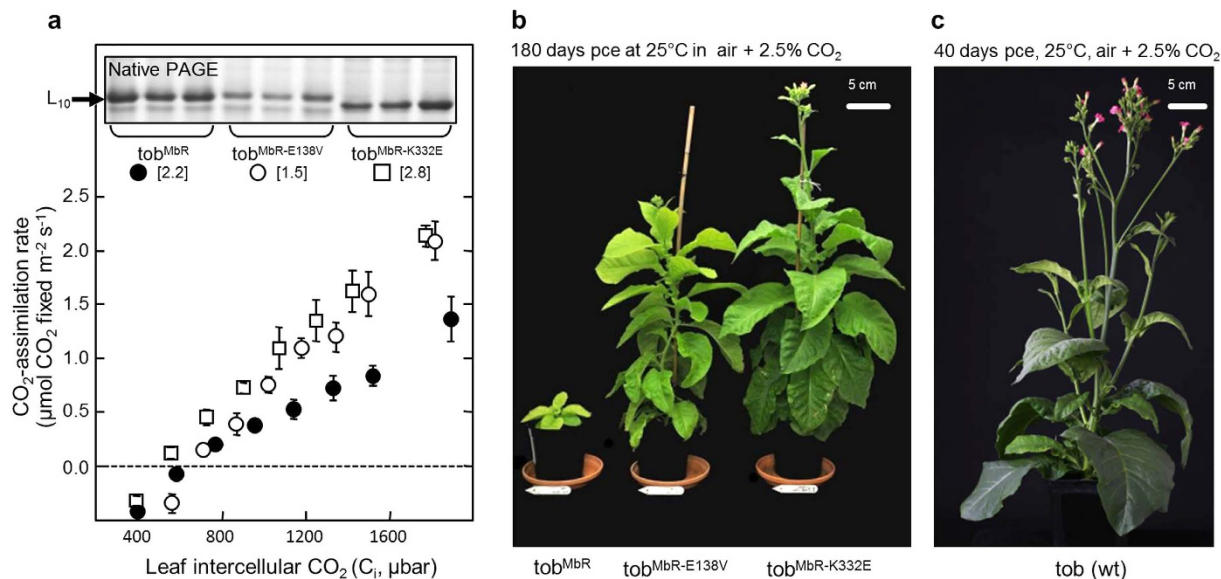 a
Native PAGE
L₁₀
tobᴹᵇᴿ
[2.2]
tobᴹᵇᴿ⁻ᴱ¹³⁸ⱽ
[1.5]
tobᴹᵇᴿ⁻ᴷ³³²ᴱ
[2.8]
CO₂-assimilation rate
(µmol CO₂ fixed m⁻² s⁻¹)
2.5
2.0
1.5
1.0
0.5
0.0
400 800 1200 1600
Leaf intercellular CO₂ (Cᵢ, µbar)
b
180 days pce at 25°C in air + 2.5% CO₂
5 cm
tobᴹᵇᴿ tobᴹᵇᴿ⁻ᴱ¹³⁸ⱽ tobᴹᵇᴿ⁻ᴷ³³²ᴱ
c
40 days pce, 25°C, air + 2.5% CO₂
5 cm
tob (wt)